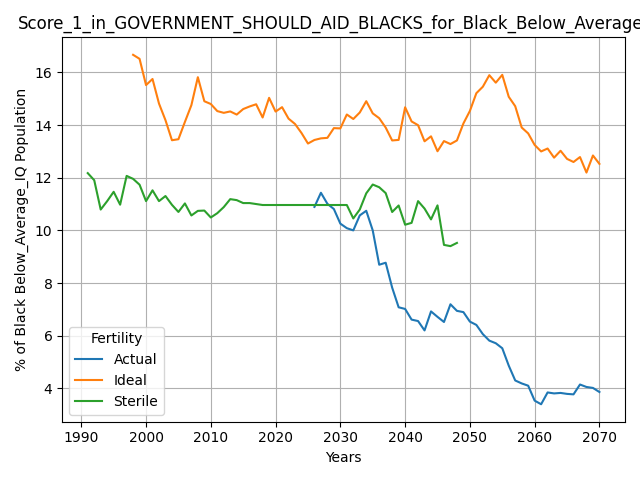 Score_1_in_GOVERNMENT_SHOULD_AID_BLACKS_for_Black_Below_Average
% of Black Below_Average_IQ Population
16
14
12
10
8
6
4
Fertility
Actual
Ideal
Sterile
1990 2000 2010 2020 2030 2040 2050 2060 2070
Years